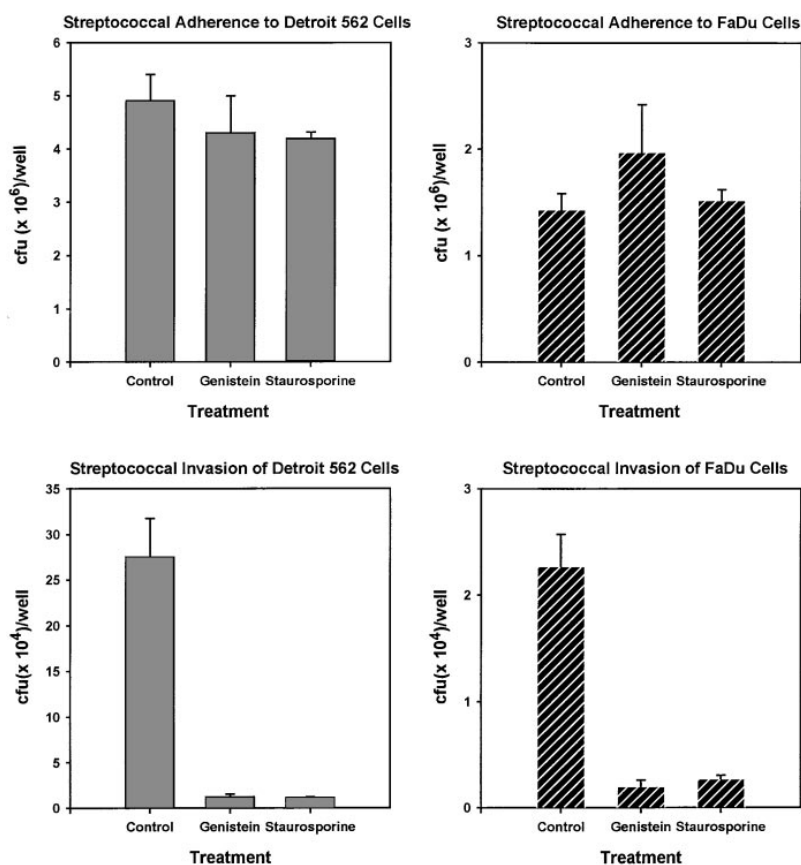 Streptococcal Adherence to Detroit 562 Cells
6
5
4
3
2
1
0
cfu (x 10⁶)/well
Control Genistein Staurosporine
Treatment
Streptococcal Adherence to FaDu Cells
3
2
1
0
cfu (x 10⁶)/well
Control Genistein Staurosporine
Treatment
Streptococcal Invasion of Detroit 562 Cells
35
30
25
20
15
10
5
0
cfu(x 10⁴)/well
Control Genistein Staurosporine
Treatment
Streptococcal Invasion of FaDu Cells
3
2
1
0
cfu(x 10⁴)/well
Control Genistein Staurosporine
Treatment